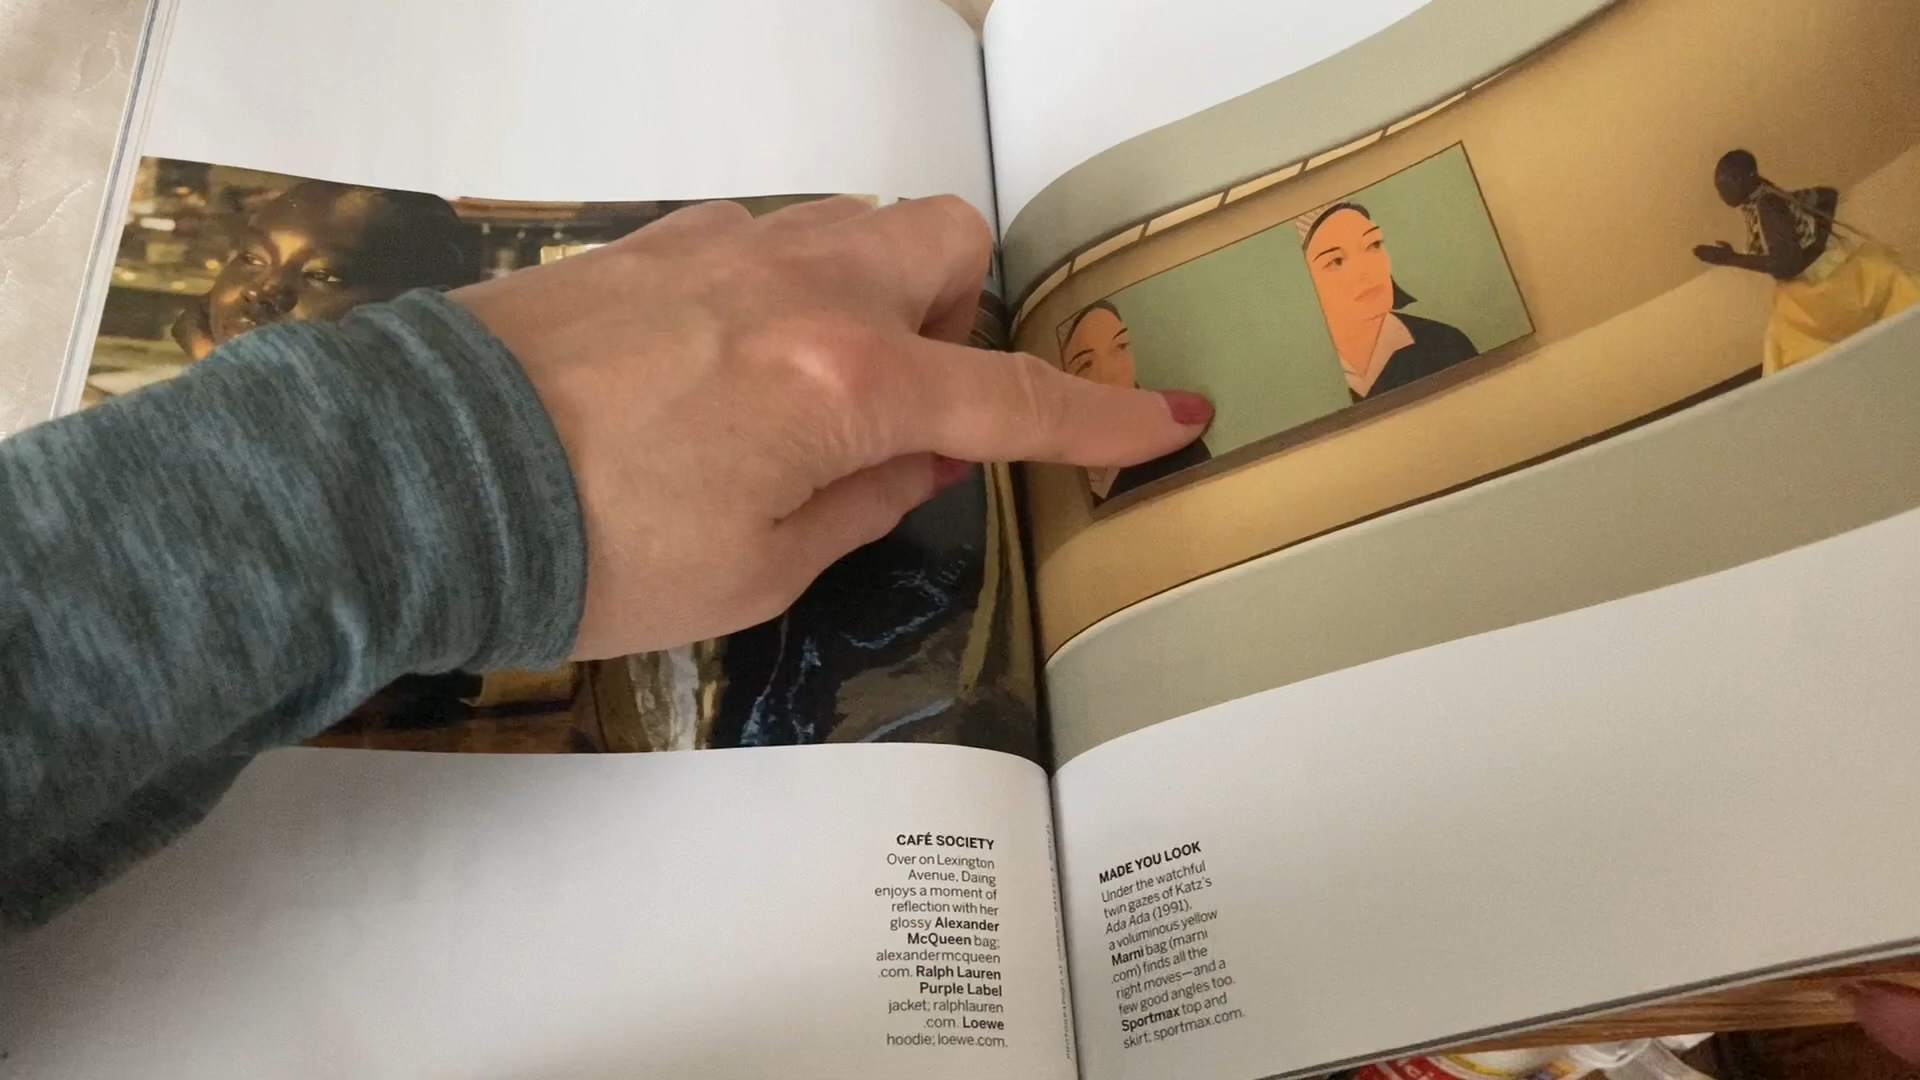 CAFÉ SOCIETY
Over on Lexington
Avenue, Daing
enjoys a moment of
reflection with her
glossy Alexander
McQueen bag;
alexandermcqueen
.com. Ralph Lauren
Purple Label
jacket; ralphlauren
.com. Loewe
hoodie; loewe.com.
MADE YOU LOOK
Under the watchful
twin gazes of Katz's
Ada Ada (1991),
a voluminous yellow
Marni bag (marni
.com) finds all the
right moves—and a
few good angles too.
Sportmax top and
skirt; sportmax.com.